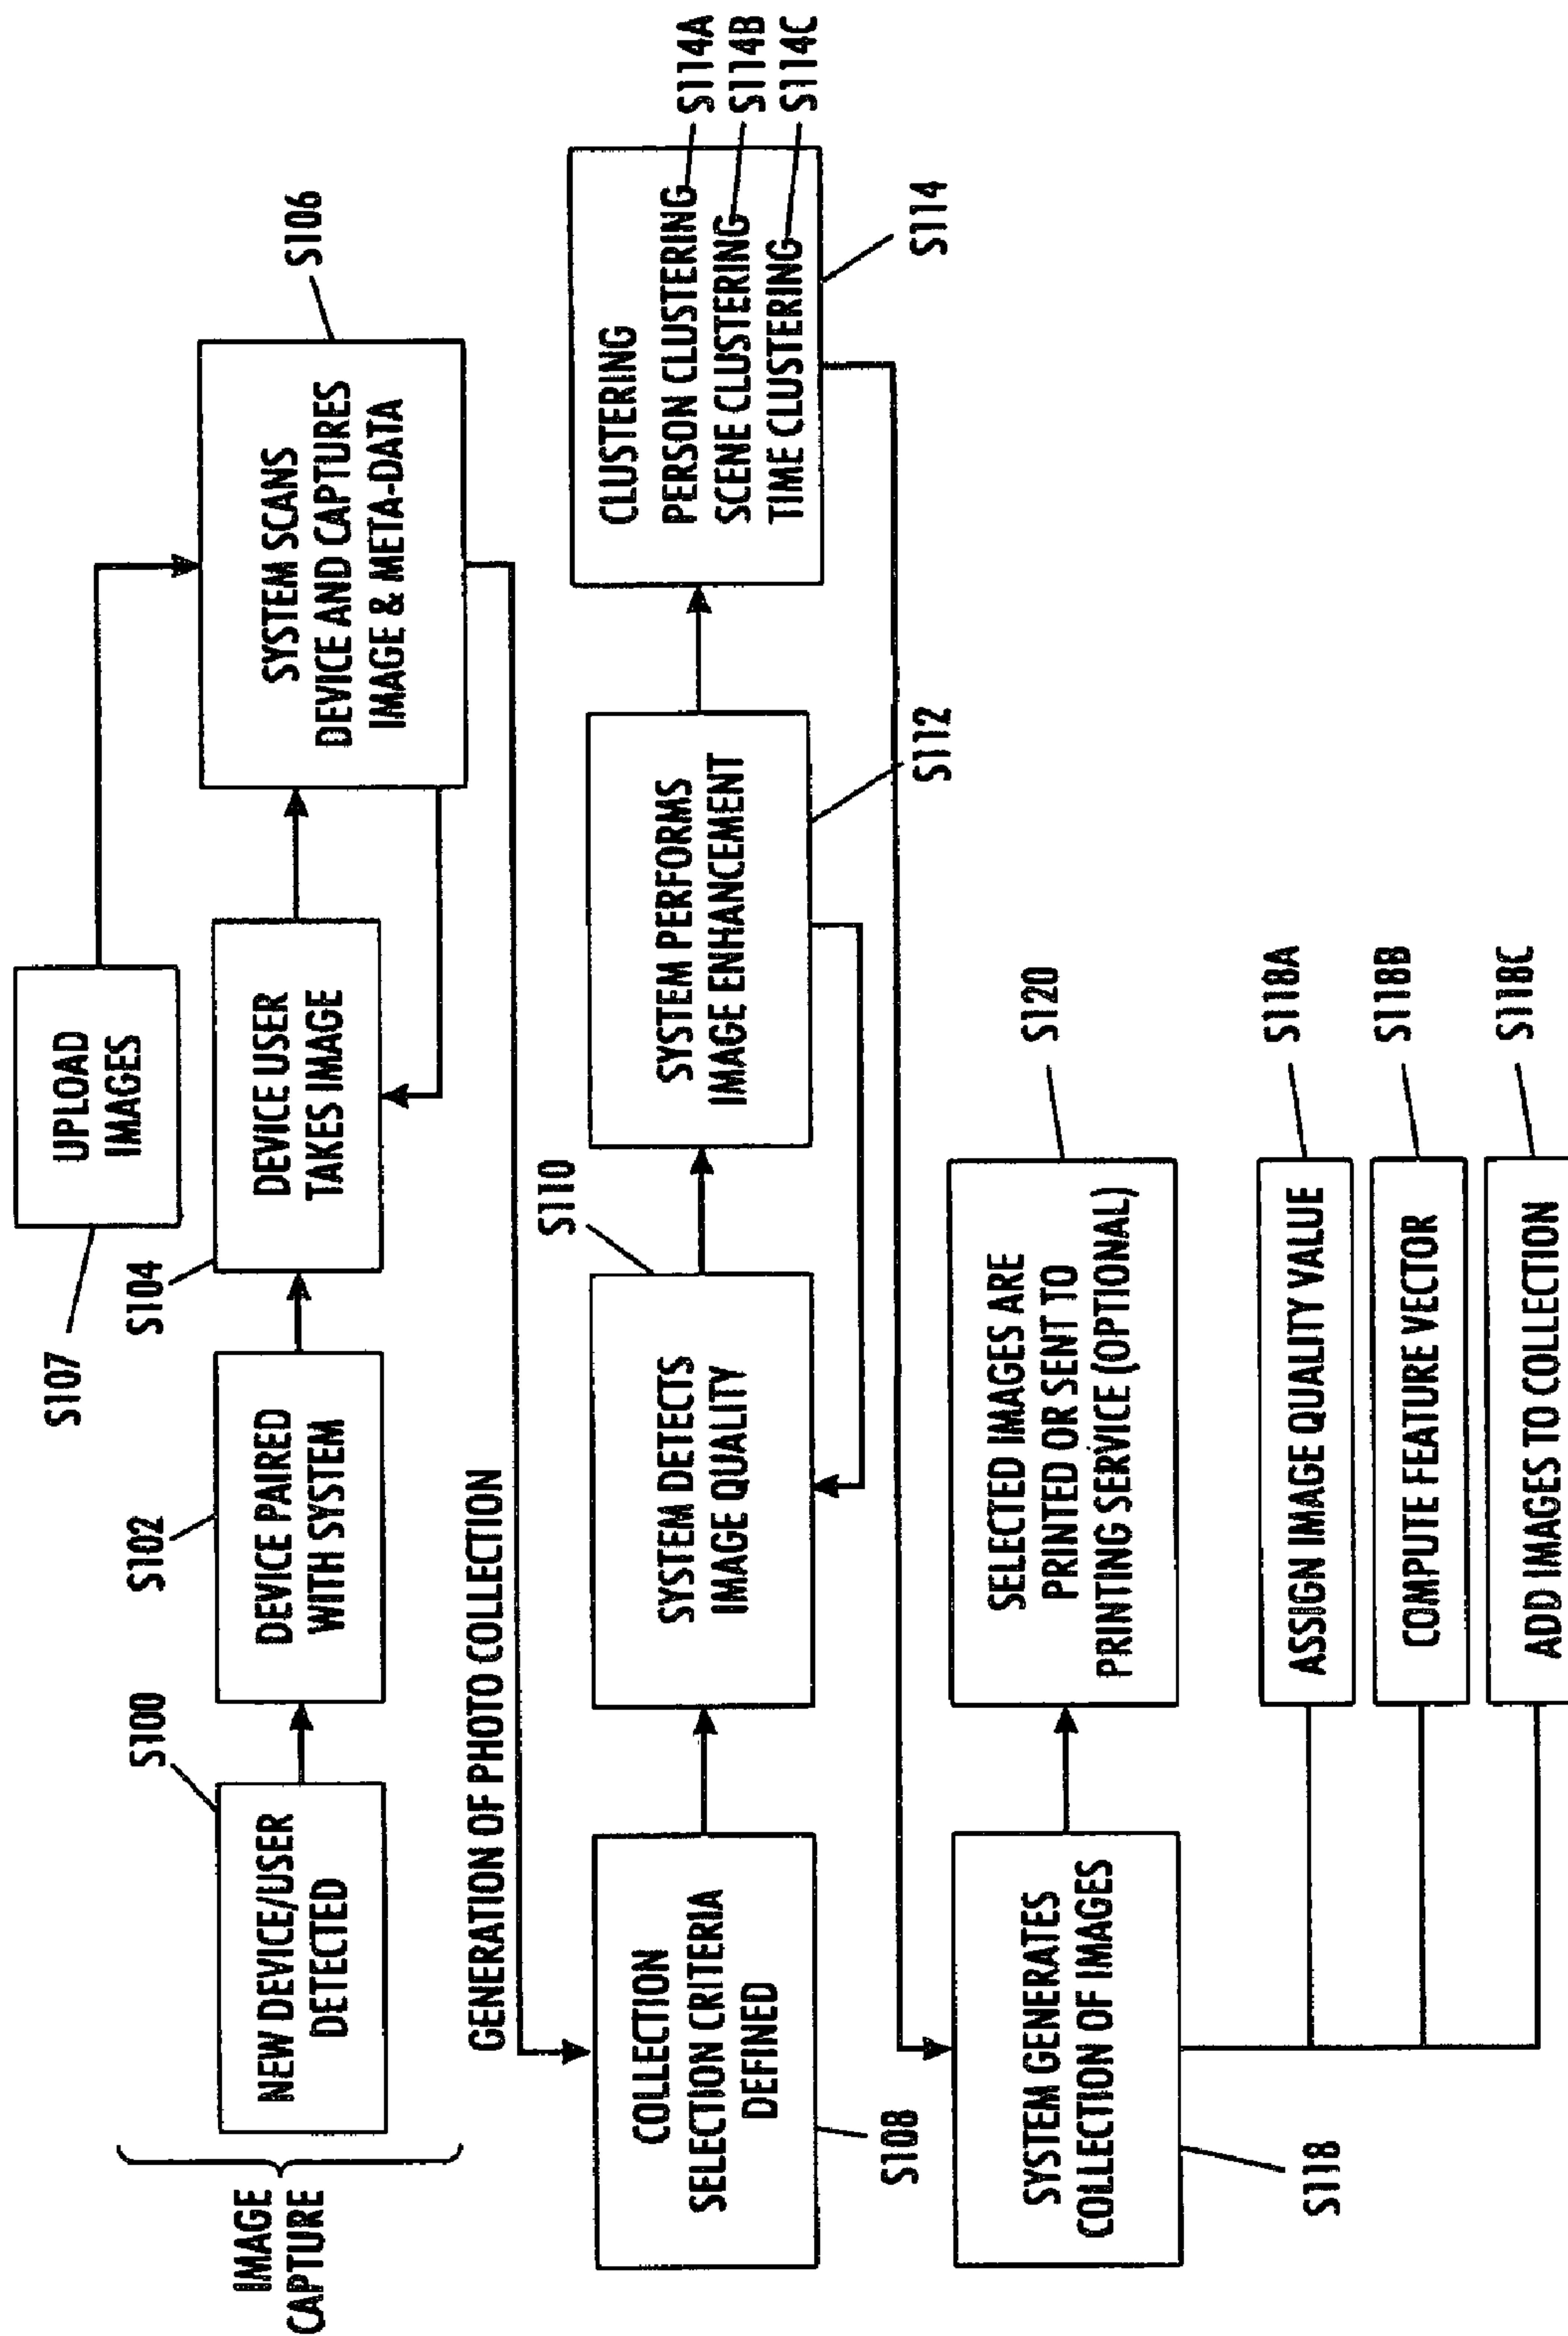 IMAGE
CAPTURE
S100
NEW DEVICE/USER
DETECTED
S102
DEVICE PAIRED
WITH SYSTEM
S107
UPLOAD
IMAGES
S104
DEVICE USER
TAKES IMAGE
S106
SYSTEM SCANS
DEVICE AND CAPTURES
IMAGE & META-DATA
GENERATION OF PHOTO COLLECTION
COLLECTION
SELECTION CRITERIA
DEFINED
S108
S110
SYSTEM DETECTS
IMAGE QUALITY
SYSTEM PERFORMS
IMAGE ENHANCEMENT
S112
CLUSTERING
PERSON CLUSTERING
SCENE CLUSTERING
TIME CLUSTERING
S114A
S114B
S114C
S114
SYSTEM GENERATES
COLLECTION OF IMAGES
S118
SELECTED IMAGES ARE
PRINTED OR SENT TO
PRINTING SERVICE (OPTIONAL)
S120
ASSIGN IMAGE QUALITY VALUE
S118A
COMPUTE FEATURE VECTOR
S118B
ADD IMAGES TO COLLECTION
S118C